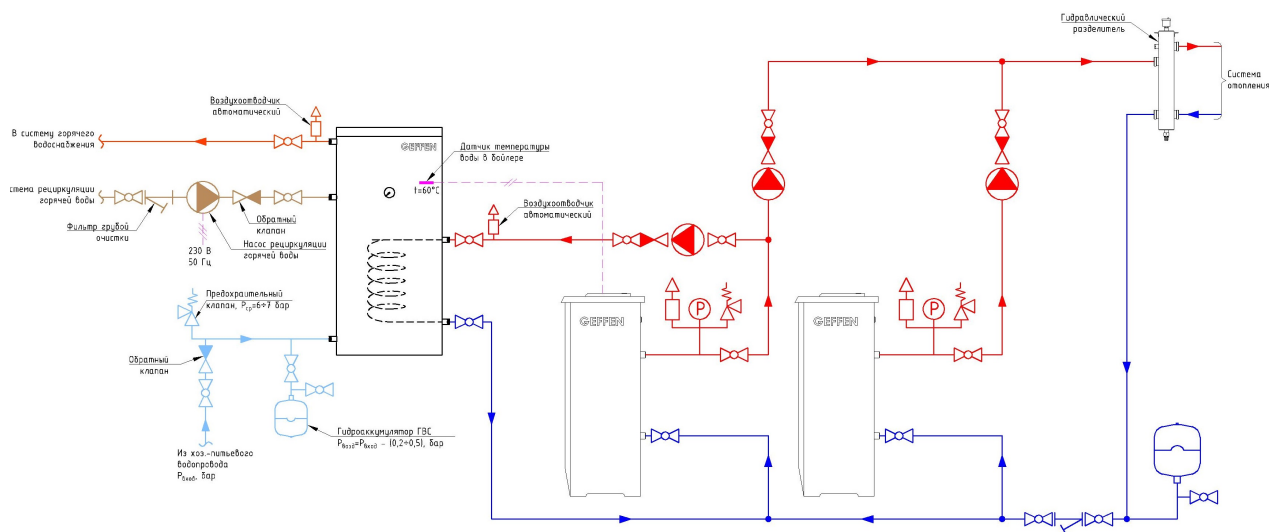 Гидравлический
разделитель
Система
отопления
Воздухоотводчик
автоматический
В систему горячего
водоснабжения
GEFFEN
Датчик температуры
воды в бойлере
t=60°C
стема рециркуляции
горячей воды
Фильтр грубой
очистки
230 В
50 Гц
Насос рециркуляции
горячей воды
Обратный
клапан
Воздухоотводчик
автоматический
Предохраительный
клапан, Pср=6÷7 бар
Обратный
клапан
Гидроаккумулятор ГВС
Pвозд=Pвход – (0,2÷0,5), бар
Из хоз.-питьевого
водопровода
Pвход, бар
P
GEFFEN
P
GEFFEN